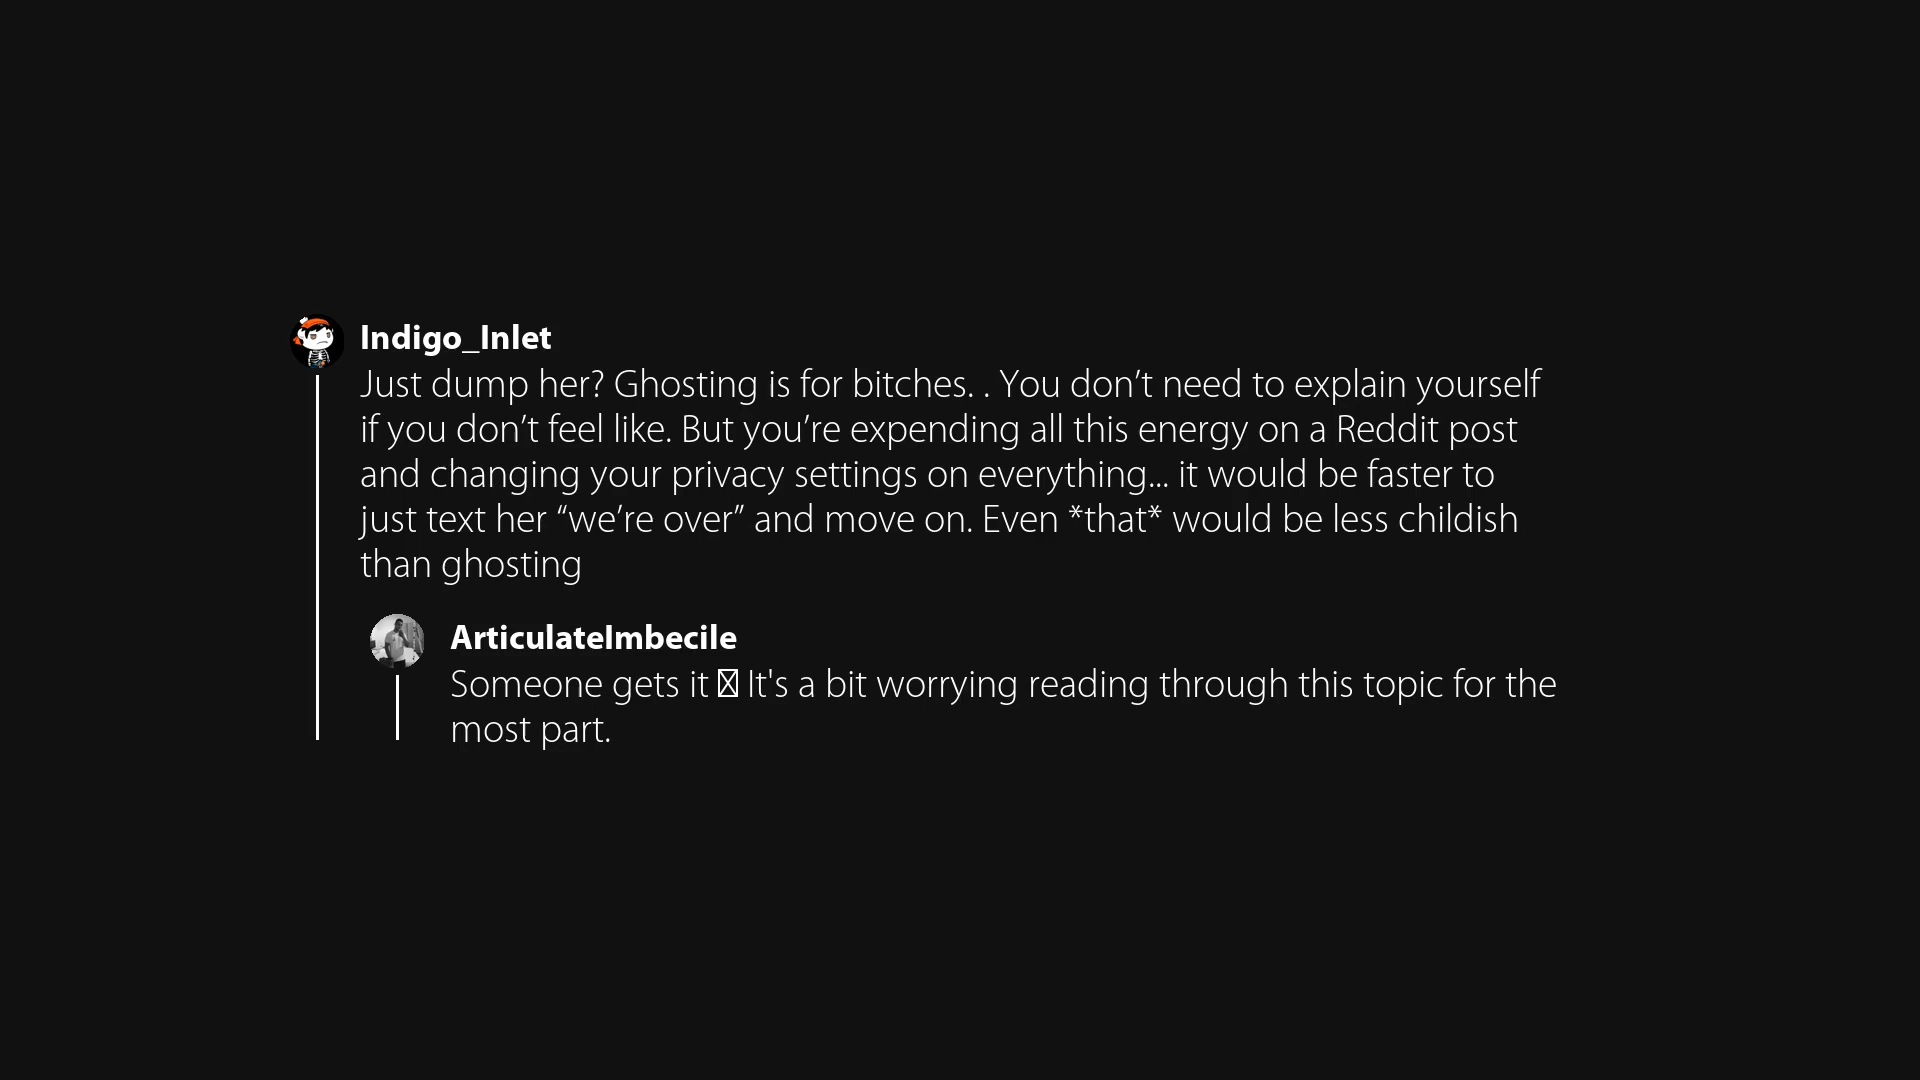 Indigo_Inlet
Just dump her? Ghosting is for bitches. . You don’t need to explain yourself
if you don’t feel like. But you’re expending all this energy on a Reddit post
and changing your privacy settings on everything... it would be faster to
just text her “we’re over” and move on. Even *that* would be less childish
than ghosting
ArticulateImbecile
Someone gets it It's a bit worrying reading through this topic for the
most part.